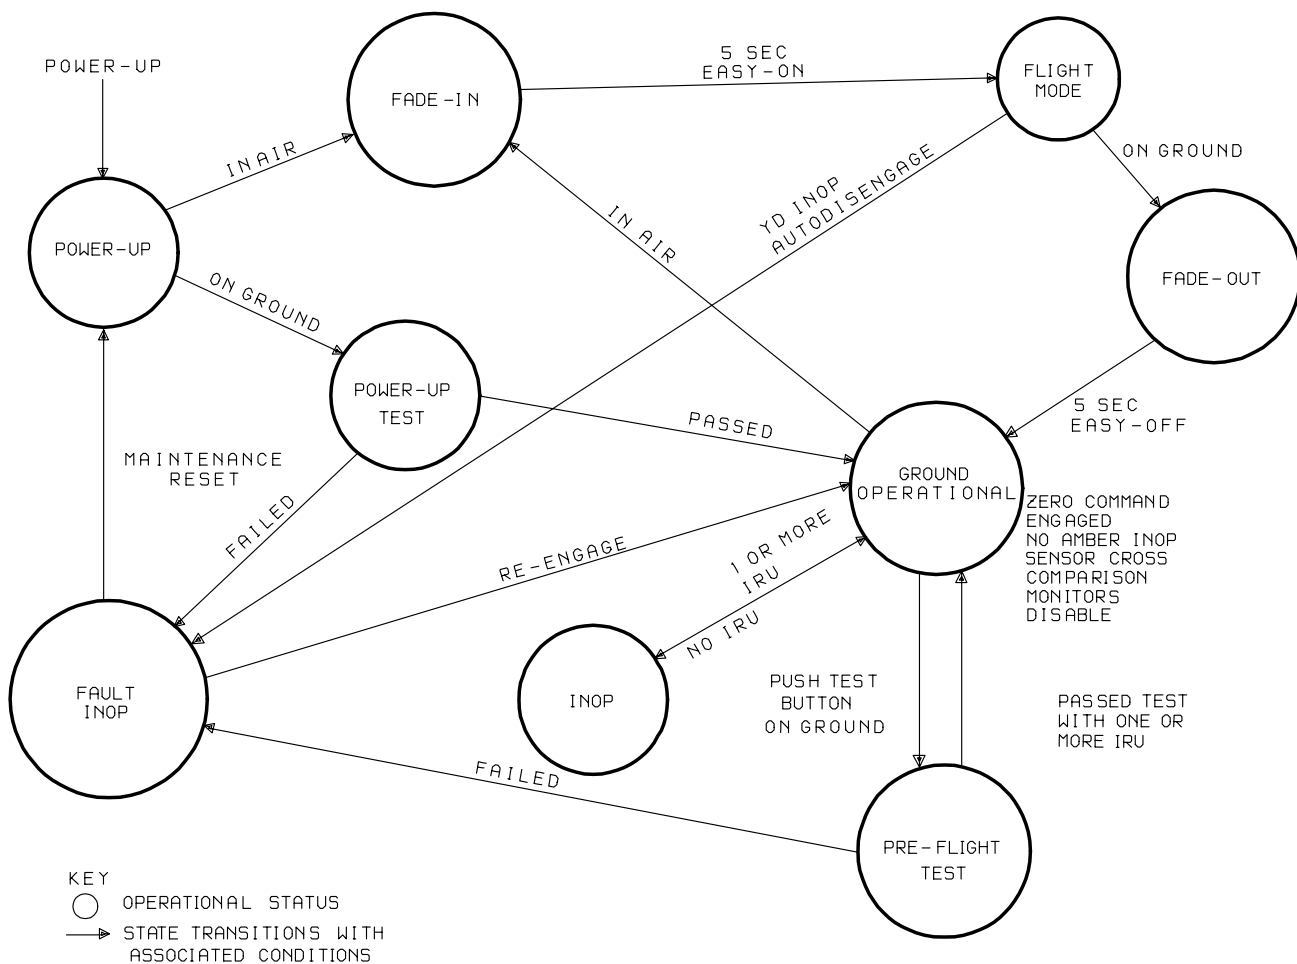 POWER-UP
5 SEC
EASY-ON
FADE-IN
FLIGHT
MODE
IN AIR
ON GROUND
YD INOP
AUTODISENGAGE
IN AIR
POWER-UP
ON GROUND
FADE-OUT
POWER-UP
TEST
PASSED
5 SEC
EASY-OFF
MAINTENANCE
RESET
GROUND
OPERATIONAL
ZERO COMMAND
ENGAGED
NO AMBER INOP
SENSOR CROSS
COMPARISON
MONITORS
DISABLE
FAILED
RE-ENGAGE
1 OR MORE
IRU
NO IRU
FAULT
INOP
INOP
PUSH TEST
BUTTON
ON GROUND
PASSED TEST
WITH ONE OR
MORE IRU
FAILED
PRE-FLIGHT
TEST
KEY
OPERATIONAL STATUS
STATE TRANSITIONS WITH
ASSOCIATED CONDITIONS